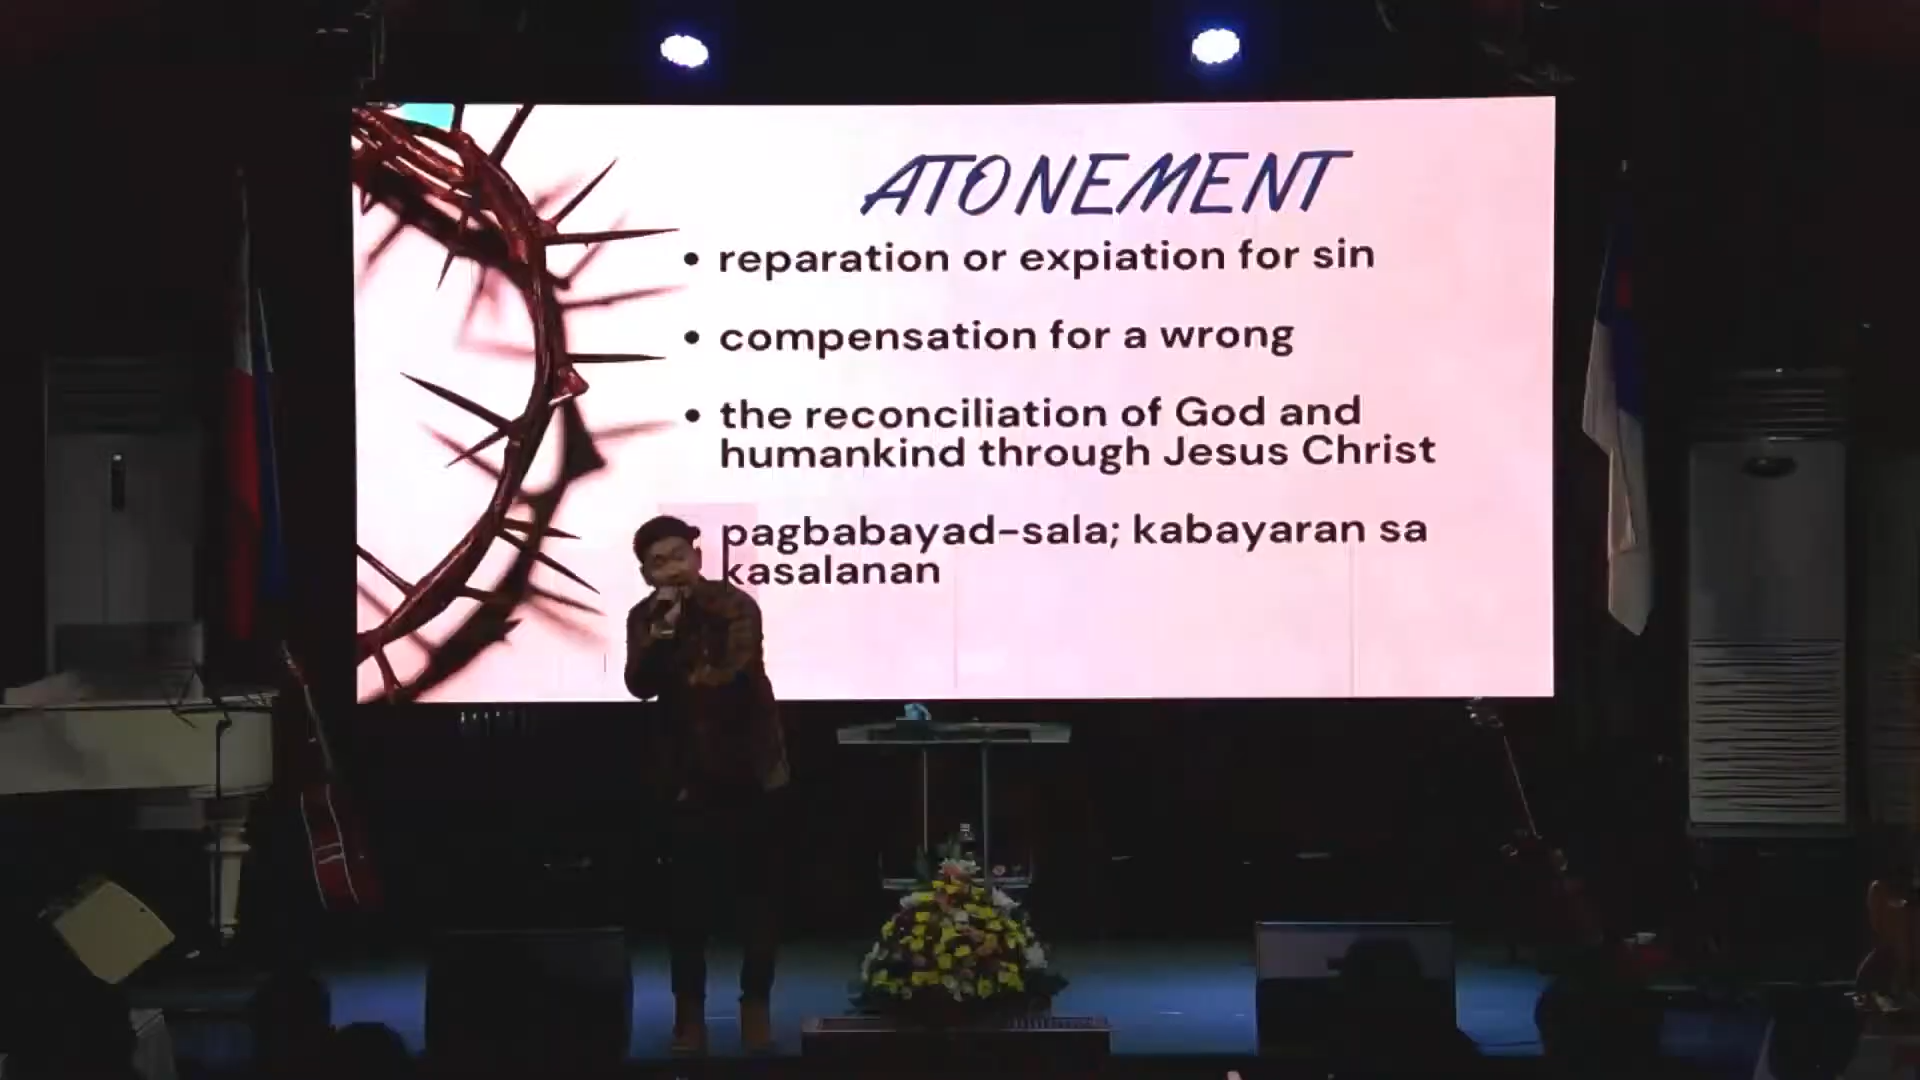 ATONEMENT
• reparation or expiation for sin
• compensation for a wrong
• the reconciliation of God and
humankind through Jesus Christ
pagbabayad-sala; kabayaran sa
kasalanan